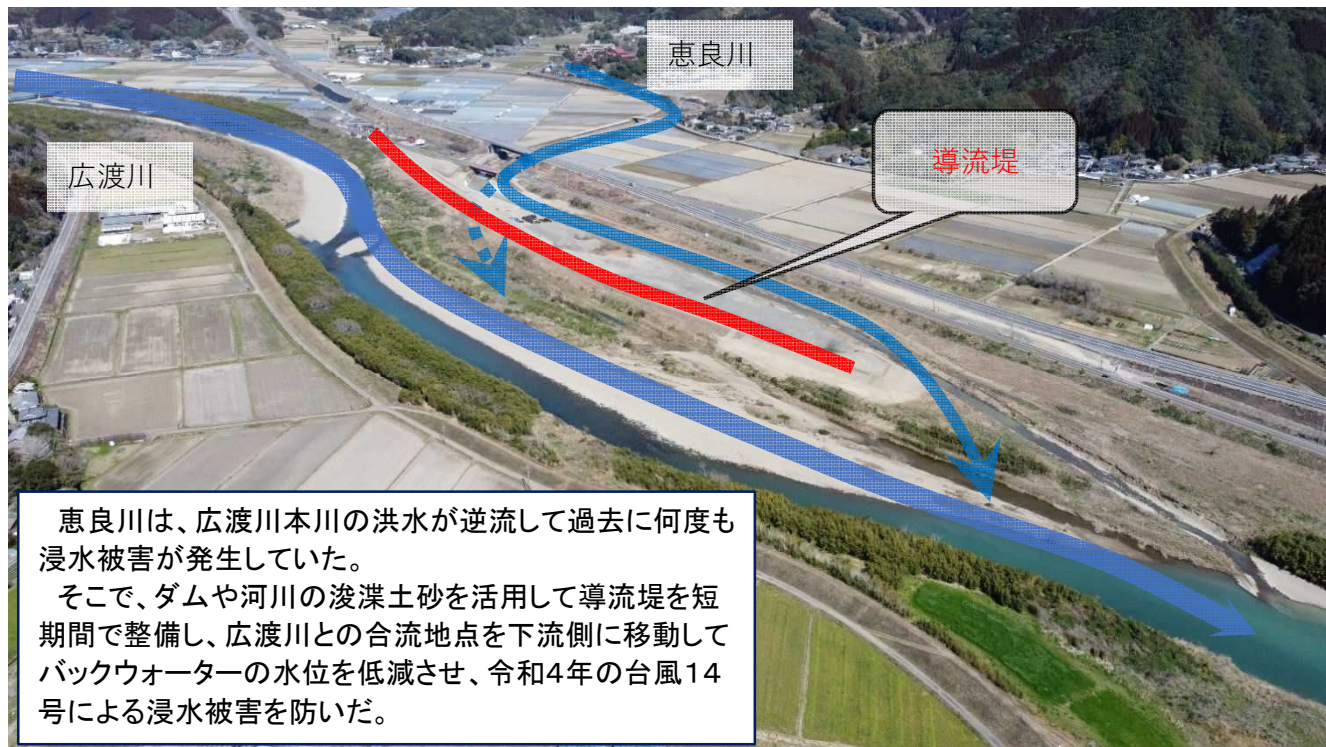 恵良川
導流堤
広渡川
　恵良川は、広渡川本川の洪水が逆流して過去に何度も
浸水被害が発生していた。
　そこで、ダムや河川の浚渫土砂を活用して導流堤を短
期間で整備し、広渡川との合流地点を下流側に移動して
バックウォーターの水位を低減させ、令和4年の台風14
号による浸水被害を防いだ。